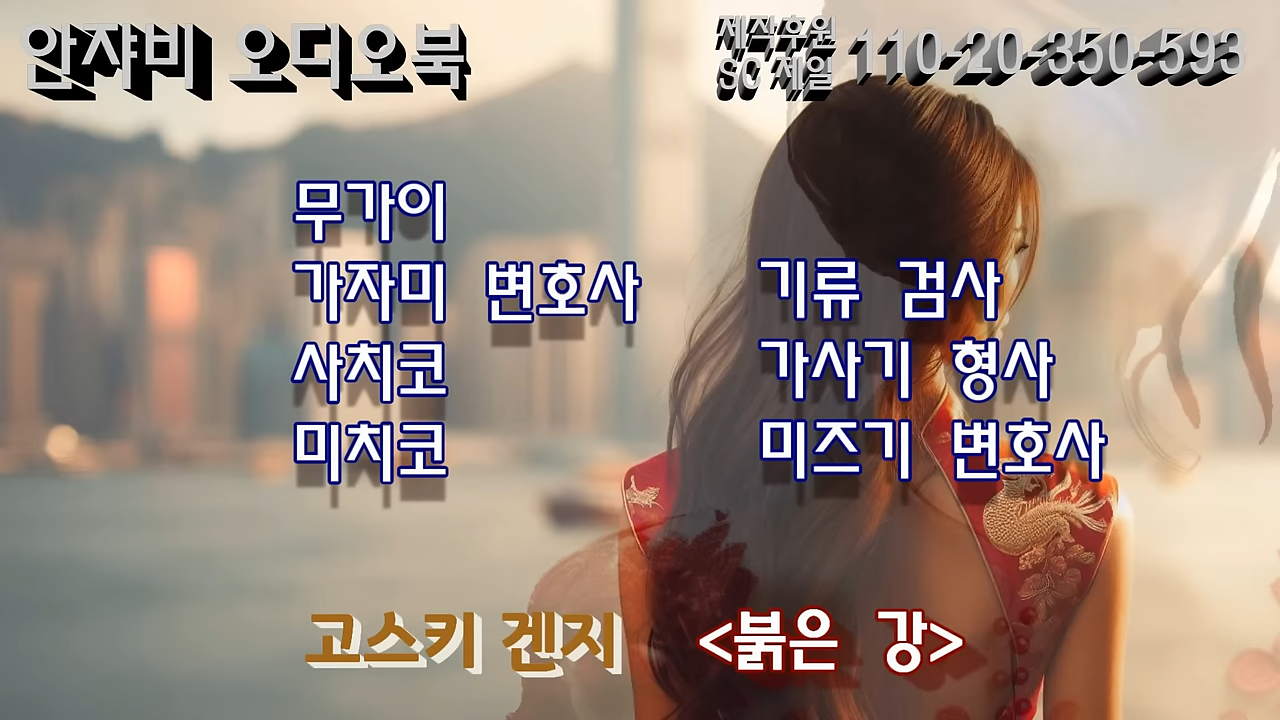 안쟈비 오디오북
제작후원
SC 제일 110-20-350-593
무가이
가자미 변호사 기류 검사
사치코 가사기 형사
미치코 미즈기 변호사
고스키 겐지 <붉은 강>